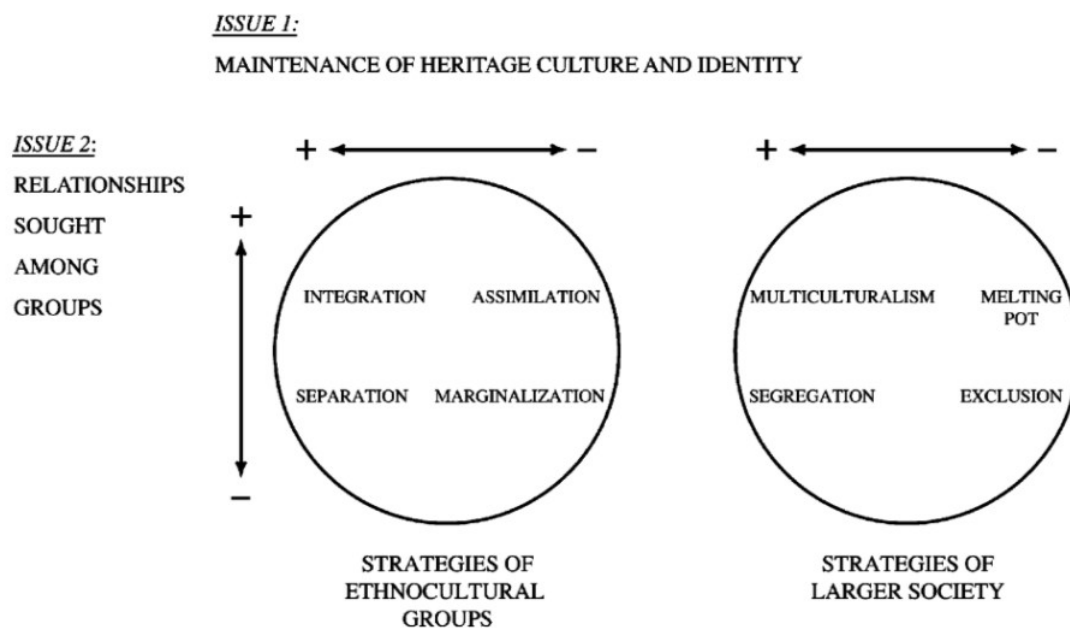 ISSUE 1:
MAINTENANCE OF HERITAGE CULTURE AND IDENTITY
ISSUE 2:
RELATIONSHIPS
SOUGHT
AMONG
GROUPS
+ −
+ −
+
−
INTEGRATION ASSIMILATION
SEPARATION MARGINALIZATION
MULTICULTURALISM MELTING
POT
SEGREGATION EXCLUSION
STRATEGIES OF
ETHNOCULTURAL
GROUPS
STRATEGIES OF
LARGER SOCIETY